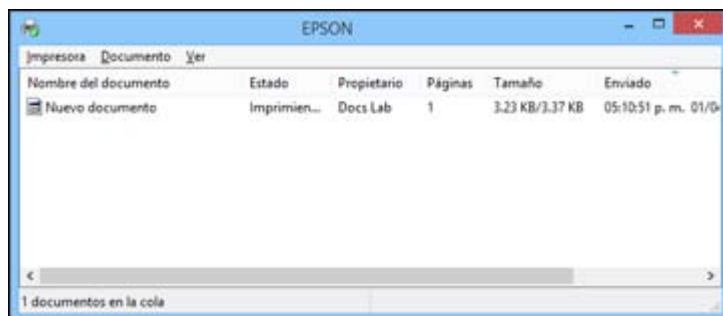 EPSON
Impresora Documento Ver
Nombre del documento Estado Propietario Páginas Tamaño Enviado
Nuevo documento Imprimien... Docs Lab 1 3.23 KB/3.37 KB 05:10:51 p. m. 01/0
1 documentos en la cola